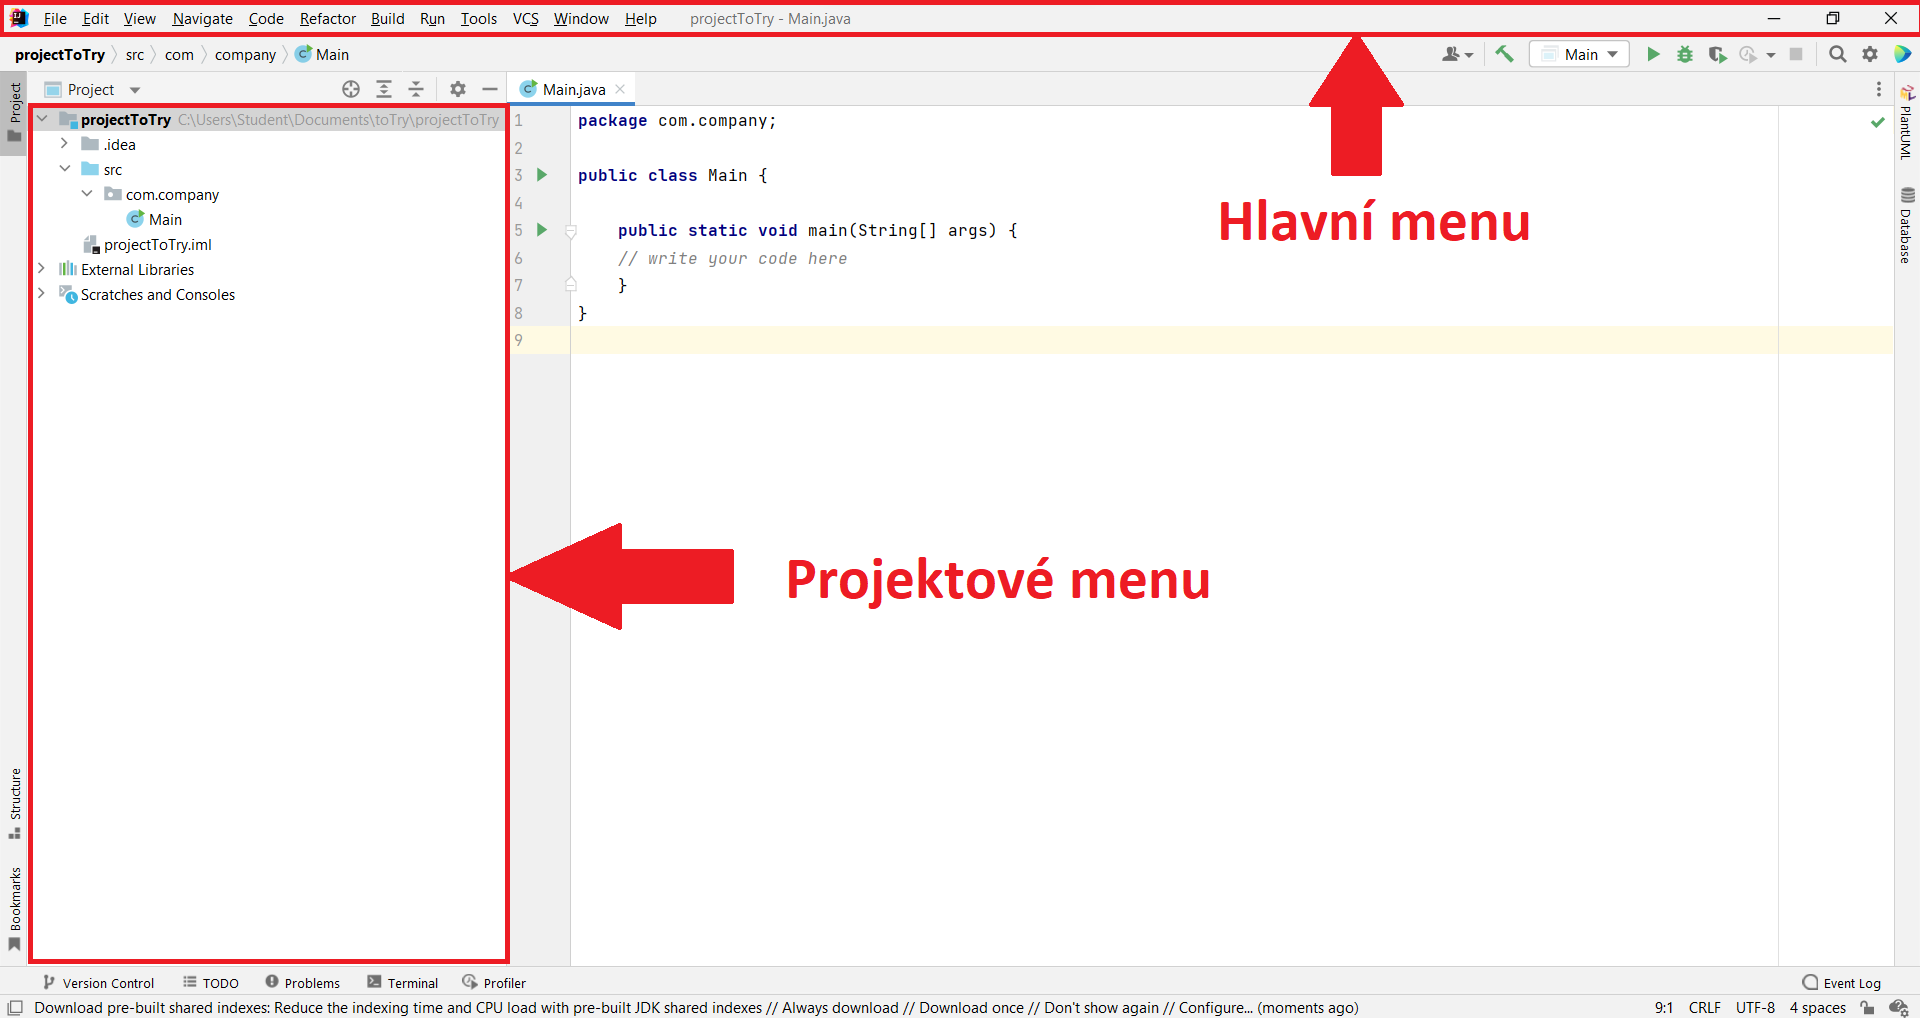 File Edit View Navigate Code Refactor Build Run Tools VCS Window Help projectToTry - Main.java
projectToTry src com company Main
Main
Project
Project
Main.java
projectToTry C:\Users\Student\Documents\toTry\projectToTry
.idea
src
com.company
Main
projectToTry.iml
External Libraries
Scratches and Consoles
1 package com.company;
2
3 public class Main {
4
5 public static void main(String[] args) {
6 // write your code here
7 }
8 }
9
Hlavní menu
Projektové menu
PlantUML
Database
Structure
Bookmarks
Version Control TODO Problems Terminal Profiler Event Log
Download pre-built shared indexes: Reduce the indexing time and CPU load with pre-built JDK shared indexes // Always download // Download once // Don't show again // Configure... (moments ago) 9:1 CRLF UTF-8 4 spaces